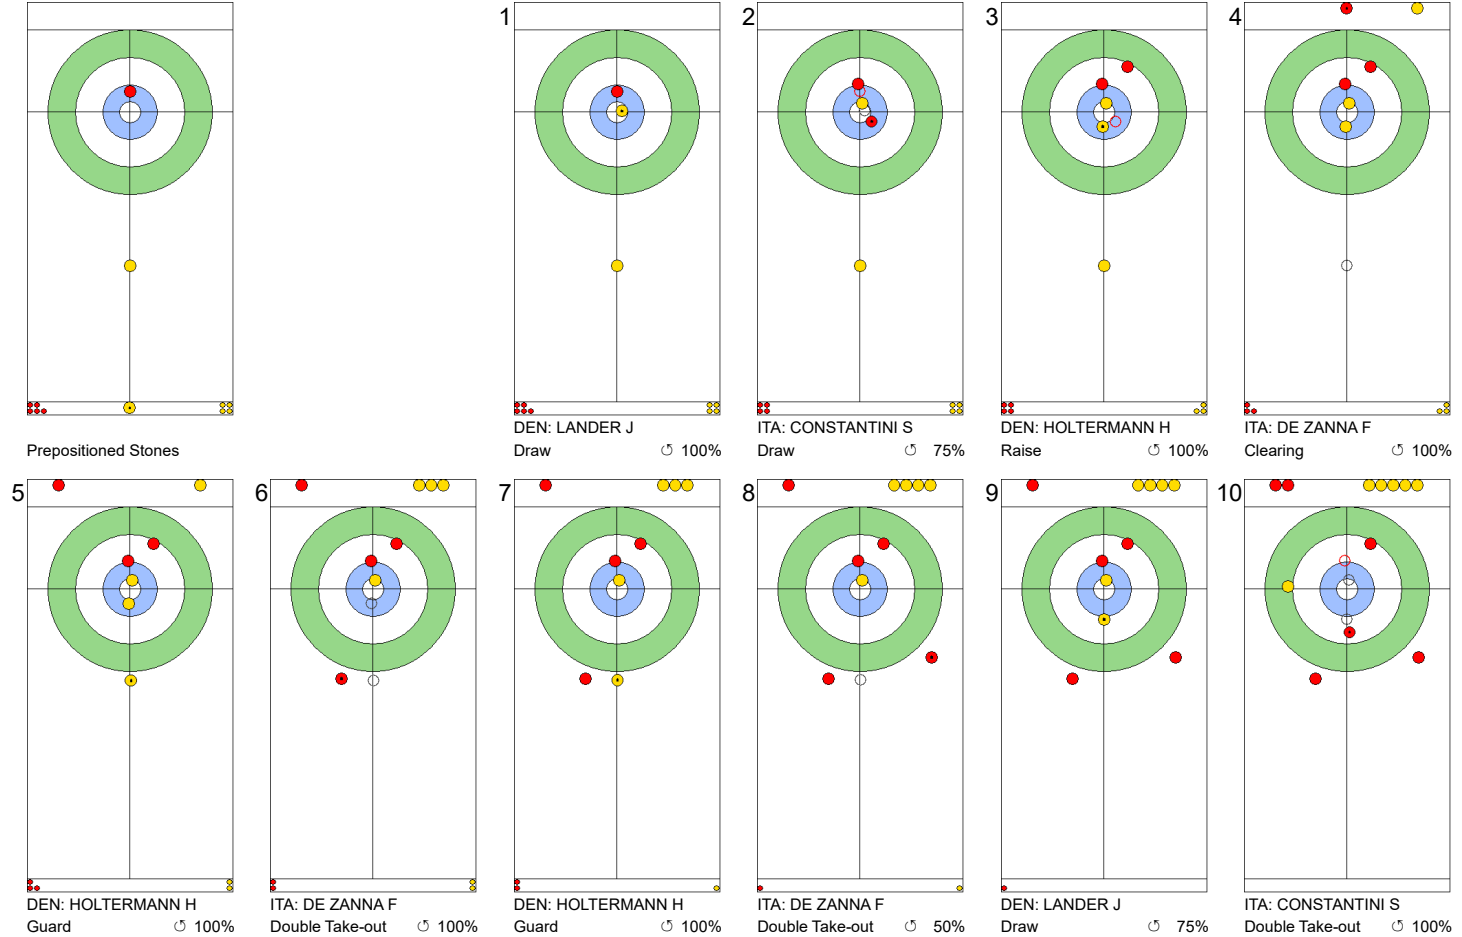 1
2
3
4
Prepositioned Stones
DEN: LANDER J
Draw 100%
ITA: CONSTANTINI S
Draw 75%
DEN: HOLTERMANN H
Raise 100%
ITA: DE ZANNA F
Clearing 100%
5
6
7
8
9
10
DEN: HOLTERMANN H
Guard 100%
ITA: DE ZANNA F
Double Take-out 100%
DEN: HOLTERMANN H
Guard 100%
ITA: DE ZANNA F
Double Take-out 50%
DEN: LANDER J
Draw 75%
ITA: CONSTANTINI S
Double Take-out 100%